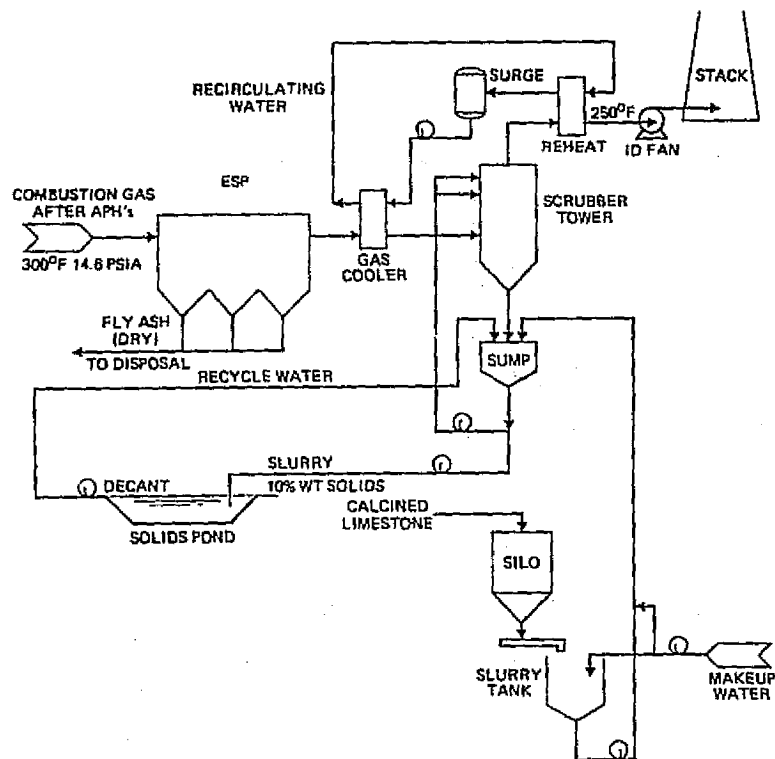 STACK
SURGE
RECIRCULATING
WATER
250°F
REHEAT
ID FAN
ESP
COMBUSTION GAS
AFTER APH's
300°F 14.6 PSIA
SCRUBBER
TOWER
GAS
COOLER
FLY ASH
(DRY)
TO DISPOSAL
SUMP
RECYCLE WATER
SLURRY
DECANT
10% WT SOLIDS
SOLIDS POND
CALCINED
LIMESTONE
SILO
SLURRY
TANK
MAKEUP
WATER